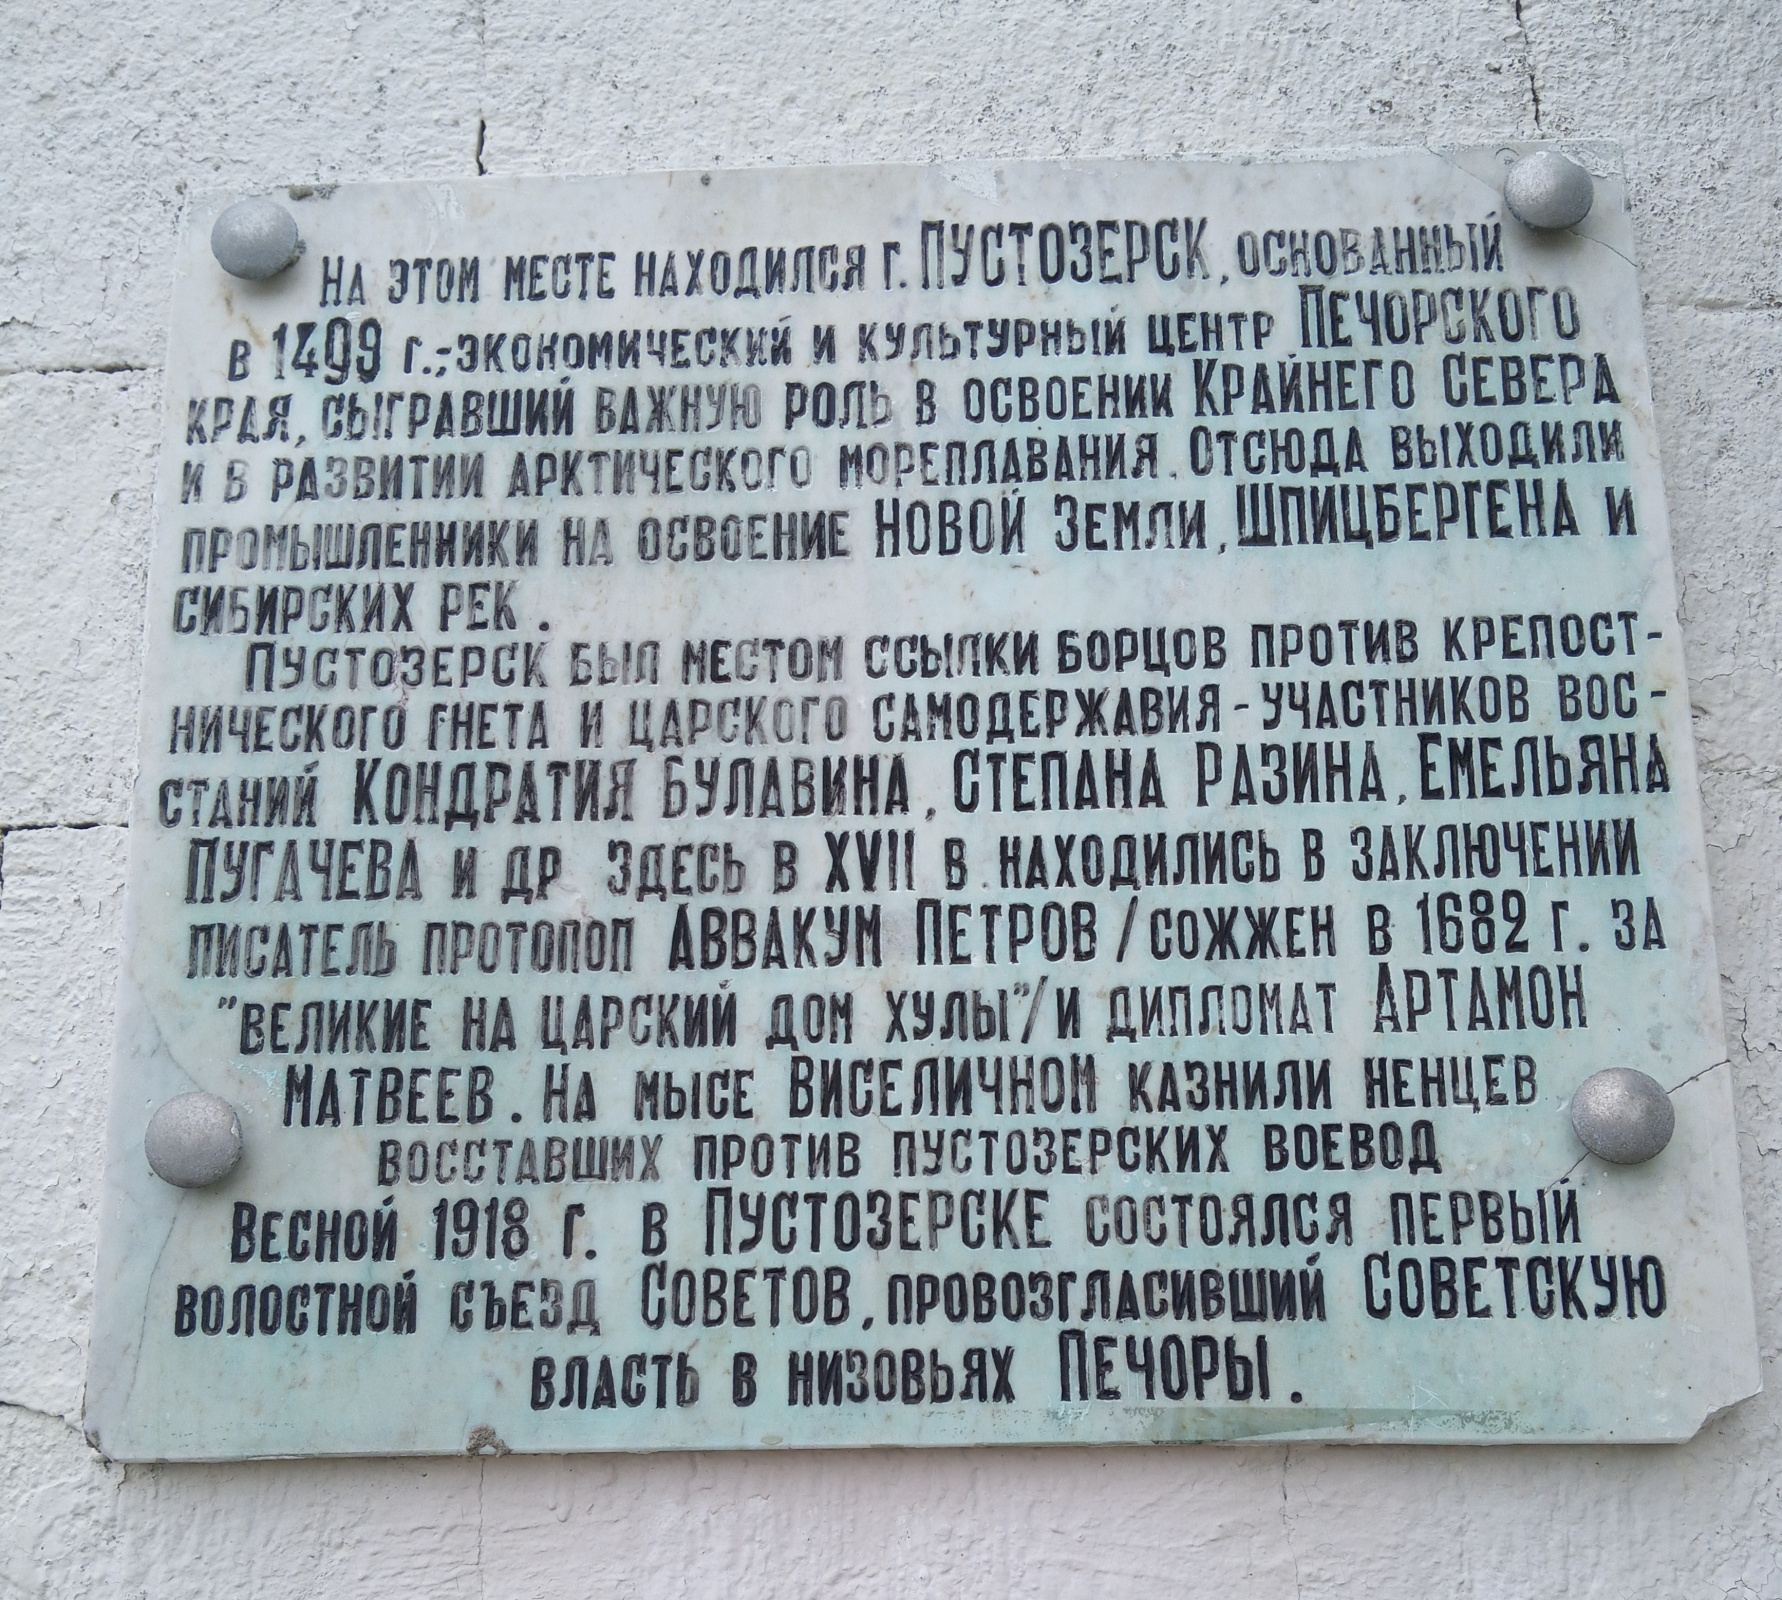 На этом месте находился г. Пустозерск, основанный
в 1499 г.,-экономический и культурный центр Печорского
края, сыгравший важную роль в освоении Крайнего Севера
и в развитии арктического мореплавания. Отсюда выходили
промышленники на освоение Новой Земли, Шпицбергена и
сибирских рек.
Пустозерск был местом ссылки борцов против крепост-
нического гнета и царского самодержавия - участников вос-
станий Кондратия Булавина, Степана Разина, Емельяна
Пугачева и др здесь в XVII в. находились в заключении
писатель протопоп Аввакум Петров /сожжен в 1682 г. за
"великие на царский дом хулы"/ и дипломат Артамон
Матвеев. На мысе Виселичном казнили ненцев
восставших против пустозерских воевод
Весной 1918 г. в Пустозерске состоялся первый
волостной съезд Советов, провозгласивший Советскую
власть в низовьях Печоры.